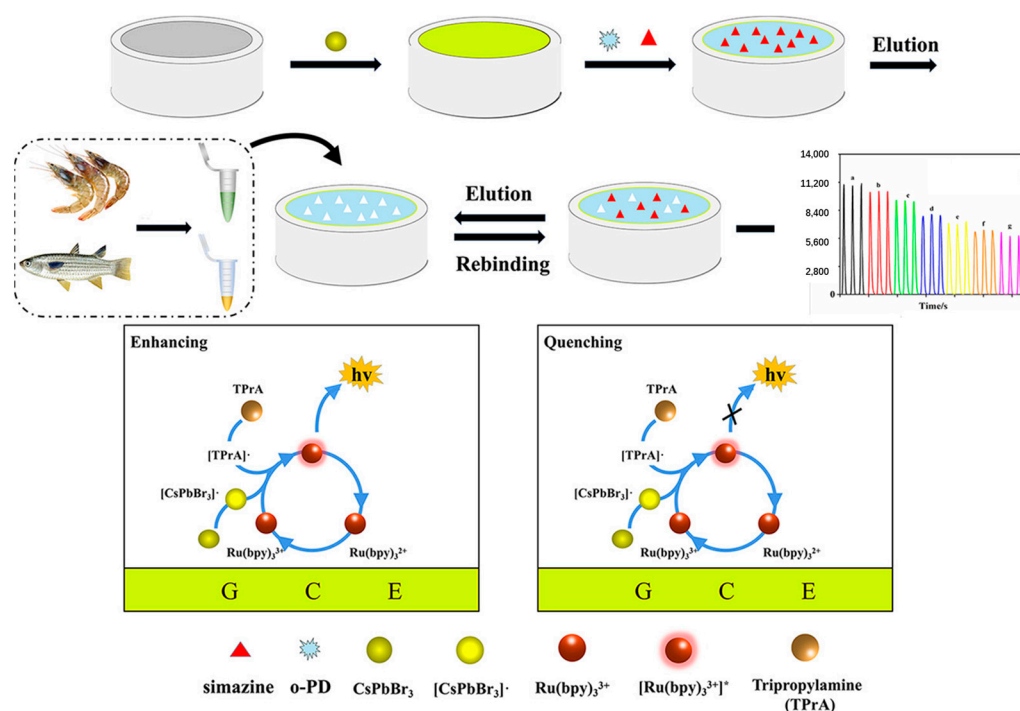 Elution
Elution
Rebinding
14,000
11,200
8,400
5,600
2,800
0
a
b
c
d
e
f
g
Time/s
Enhancing
hv
TPrA
[TPrA]·
[CsPbBr₃]·
Ru(bpy)₃³⁺
Ru(bpy)₃²⁺
G C E
Quenching
hv
TPrA
[TPrA]·
[CsPbBr₃]·
Ru(bpy)₃³⁺
Ru(bpy)₃²⁺
G C E
simazine
o-PD
CsPbBr₃
[CsPbBr₃]·
Ru(bpy)₃³⁺
[Ru(bpy)₃³⁺]*
Tripropylamine
(TPrA)